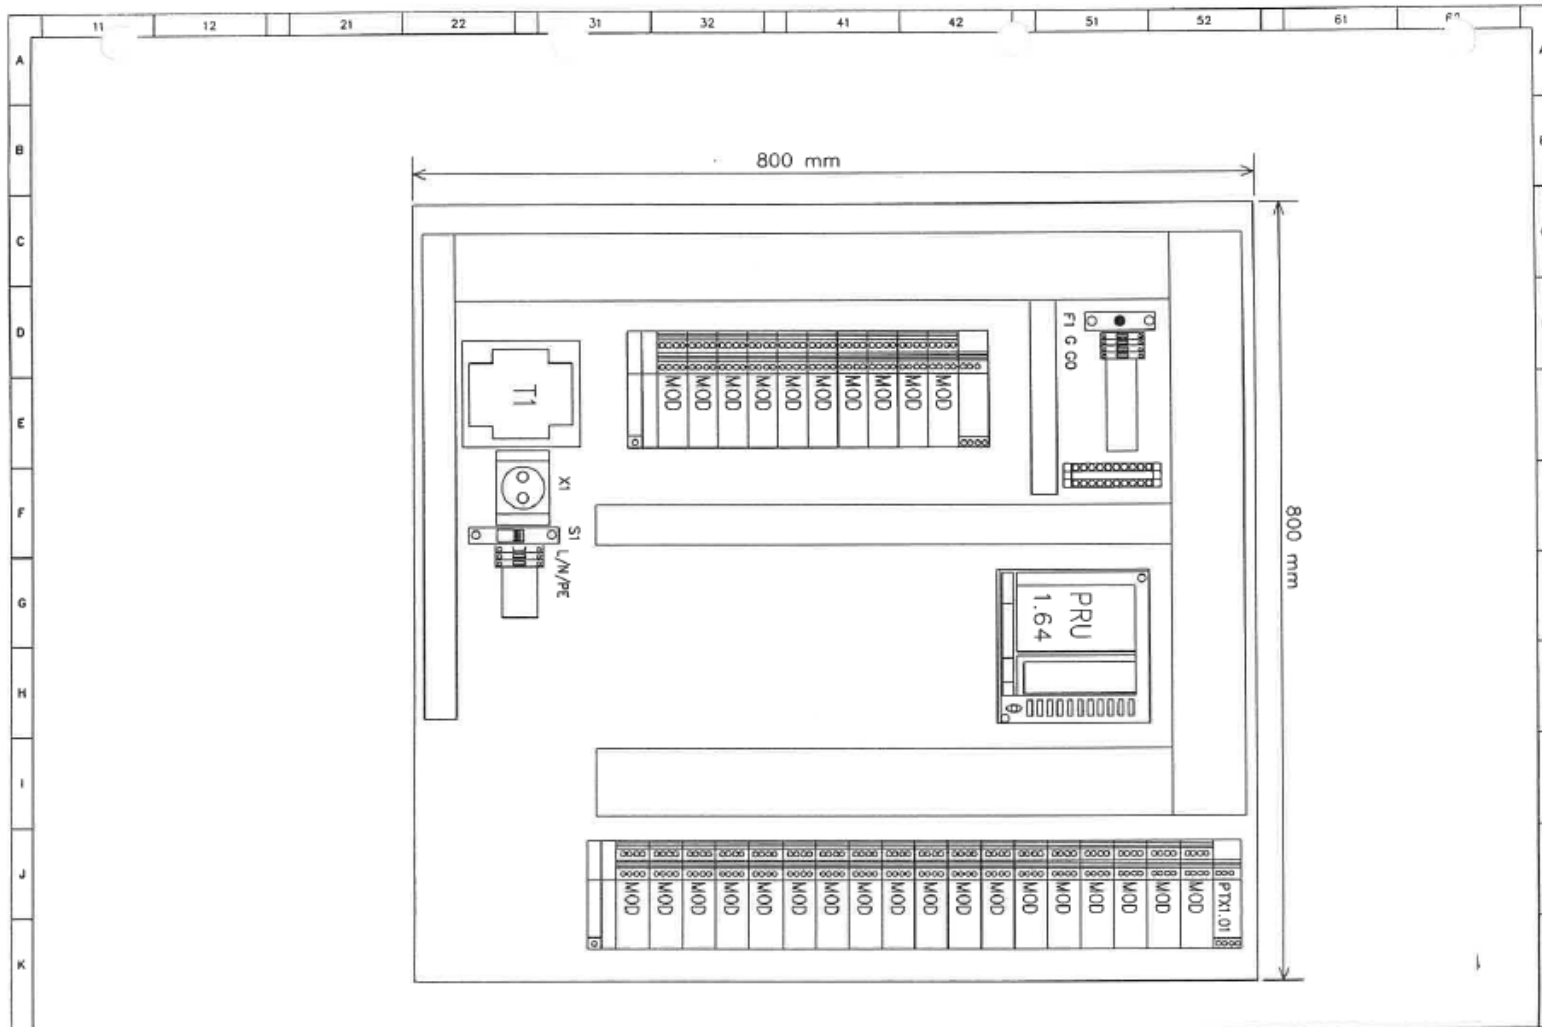 11 12 21 22 31 32 41 42 51 52 61
A
B
C
D
E
F
G
H
I
J
K
800 mm
800 mm
F1 G G0
T1
MOD MOD MOD MOD MOD MOD MOD MOD MOD MOD
X1
S1
L/N/PE
PRU
1.64
MOD MOD MOD MOD MOD MOD MOD MOD MOD MOD MOD MOD MOD MOD MOD MOD MOD MOD PTX1.01